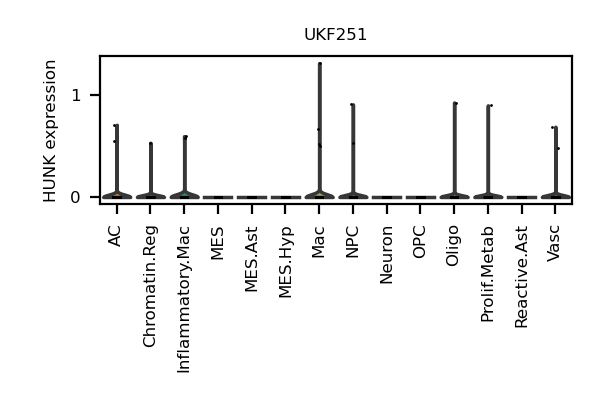 UKF251
HUNK expression
1
0
AC
Chromatin.Reg
Inflammatory.Mac
MES
MES.Ast
MES.Hyp
Mac
NPC
Neuron
OPC
Oligo
Prolif.Metab
Reactive.Ast
Vasc